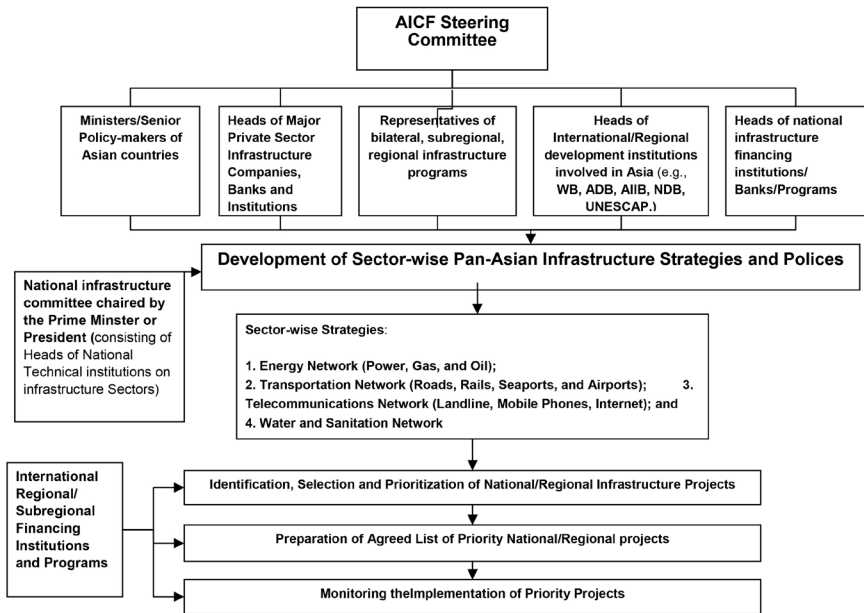 AICF Steering
Committee
Ministers/Senior
Policy-makers of
Asian countries
Heads of Major
Private Sector
Infrastructure
Companies,
Banks and
Institutions
Representatives of
bilateral, subregional,
regional infrastructure
programs
Heads of
International/Regional
development institutions
involved in Asia (e.g.,
WB, ADB, AIIB, NDB,
UNESCAP.)
Heads of national
infrastructure
financing
institutions/
Banks/Programs
Development of Sector-wise Pan-Asian Infrastructure Strategies and Polices
National infrastructure
committee chaired by
the Prime Minster or
President (consisting of
Heads of National
Technical institutions on
infrastructure Sectors)
Sector-wise Strategies:
1. Energy Network (Power, Gas, and Oil);
2. Transportation Network (Roads, Rails, Seaports, and Airports); 3.
Telecommunications Network (Landline, Mobile Phones, Internet); and
4. Water and Sanitation Network
International
Regional/
Subregional
Financing
Institutions
and Programs
Identification, Selection and Prioritization of National/Regional Infrastructure Projects
Preparation of Agreed List of Priority National/Regional projects
Monitoring theImplementation of Priority Projects